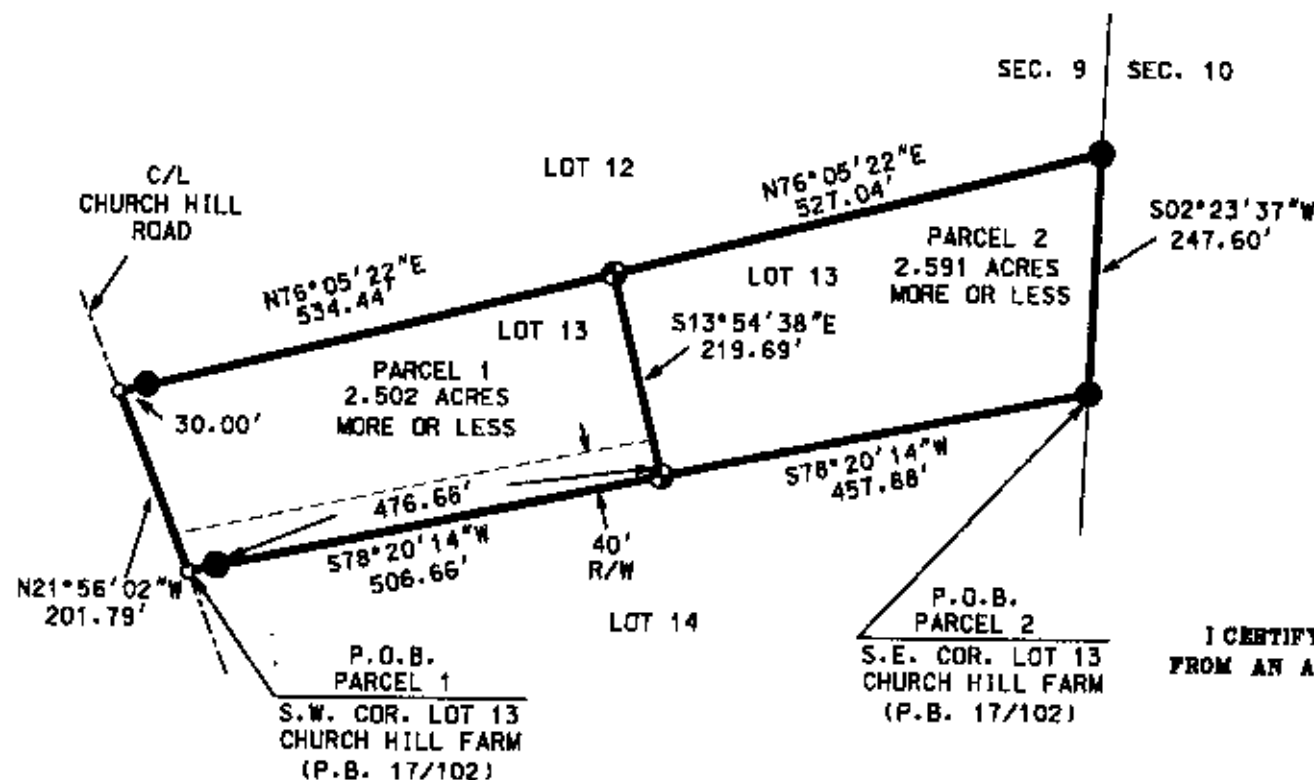 SEC. 9 SEC. 10
C/L
CHURCH HILL
ROAD
LOT 12
N76°05'22"E
527.04'
S02°23'37"W
247.60'
PARCEL 2
2.591 ACRES
MORE OR LESS
LOT 13
N76°05'22"E
534.44'
LOT 13
S13°54'38"E
219.69'
PARCEL 1
2.502 ACRES
MORE OR LESS
30.00'
476.66'
S78°20'14"W
457.88'
S78°20'14"W
506.66'
40'
R/W
N21°56'02"W
201.79'
LOT 14
P.O.B.
PARCEL 1
S.W. COR. LOT 13
CHURCH HILL FARM
(P.B. 17/102)
P.O.B.
PARCEL 2
S.E. COR. LOT 13
CHURCH HILL FARM
(P.B. 17/102)
I CERTIFY
FROM AN A